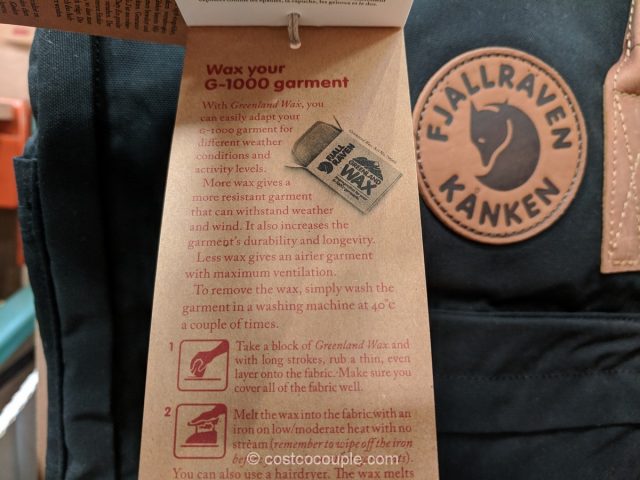 Wax your
G-1000 garment
With Greenland Wax, you
can easily adapt your
G-1000 garment for
different weather
conditions and
activity levels.
More wax gives a
more resistant garment
that can withstand weather
and wind. It also increases the
garment's durability and longevity.
Less wax gives an airier garment
with maximum ventilation.
To remove the wax, simply wash the
garment in a washing machine at 40°c
a couple of times.
1 Take a block of Greenland Wax and
with long strokes, rub a thin, even
layer onto the fabric. Make sure you
cover all of the fabric well.
2 Melt the wax into the fabric with an
iron on low/moderate heat with no
stream (remember to wipe off the iron
You can also use a hairdryer. The wax melts
FJALL
RAVEN
GREENLAND
WAX
FJÄLLRÄVEN
KÅNKEN
© costcocouple.com